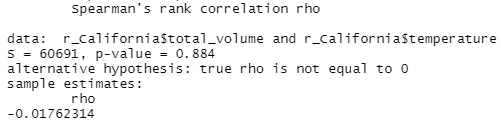 Spearman's rank correlation rho
data: r_California$total_volume and r_California$temperature
S = 60691, p-value = 0.884
alternative hypothesis: true rho is not equal to 0
sample estimates:
rho
-0.01762314